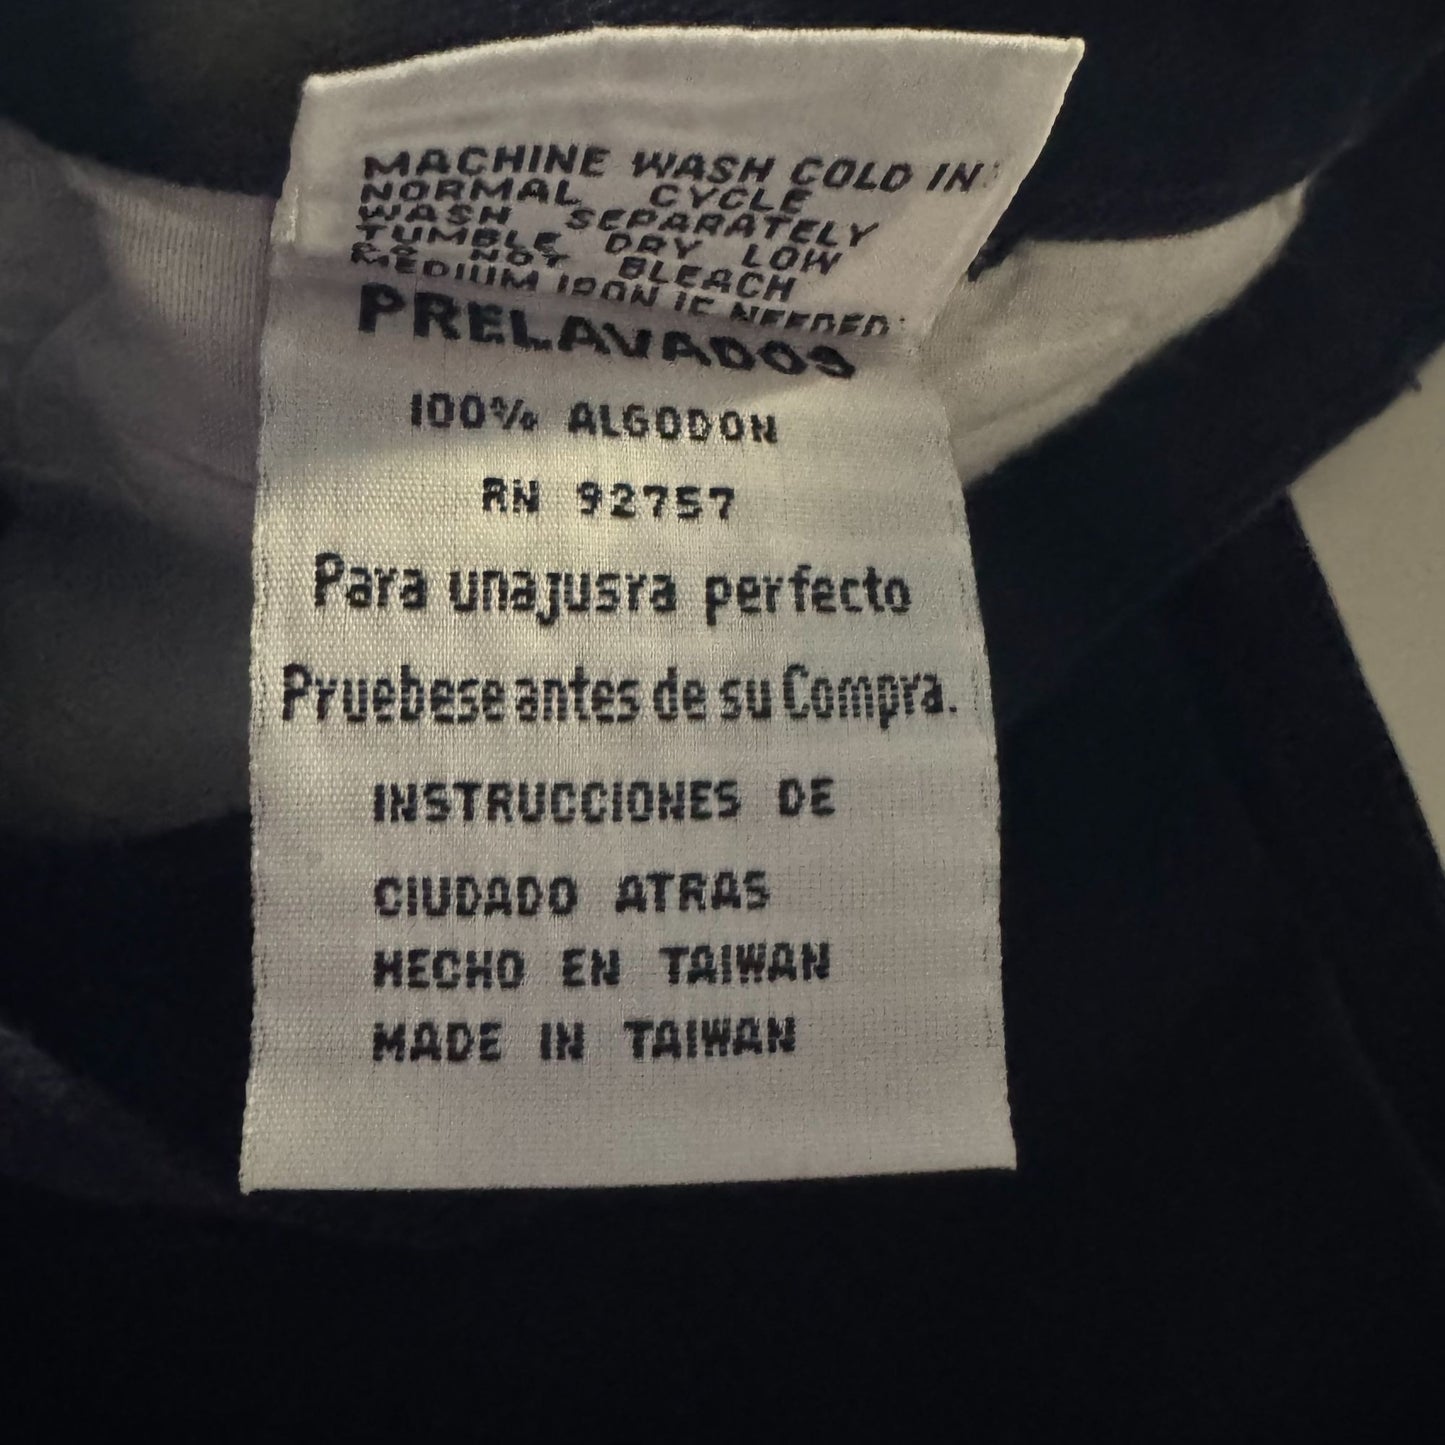 MACHINE WASH COLD IN
NORMAL CYCLE
WASH SEPARATELY
TUMBLE DRY LOW
DO NOT BLEACH
MEDIUM IRON IF NEEDED
PRELAVADOS
100% ALGODON
RN 92757
Para unajusra perfecto
Pruebese antes de su Compra.
INSTRUCCIONES DE
CIUDADO ATRAS
HECHO EN TAIWAN
MADE IN TAIWAN